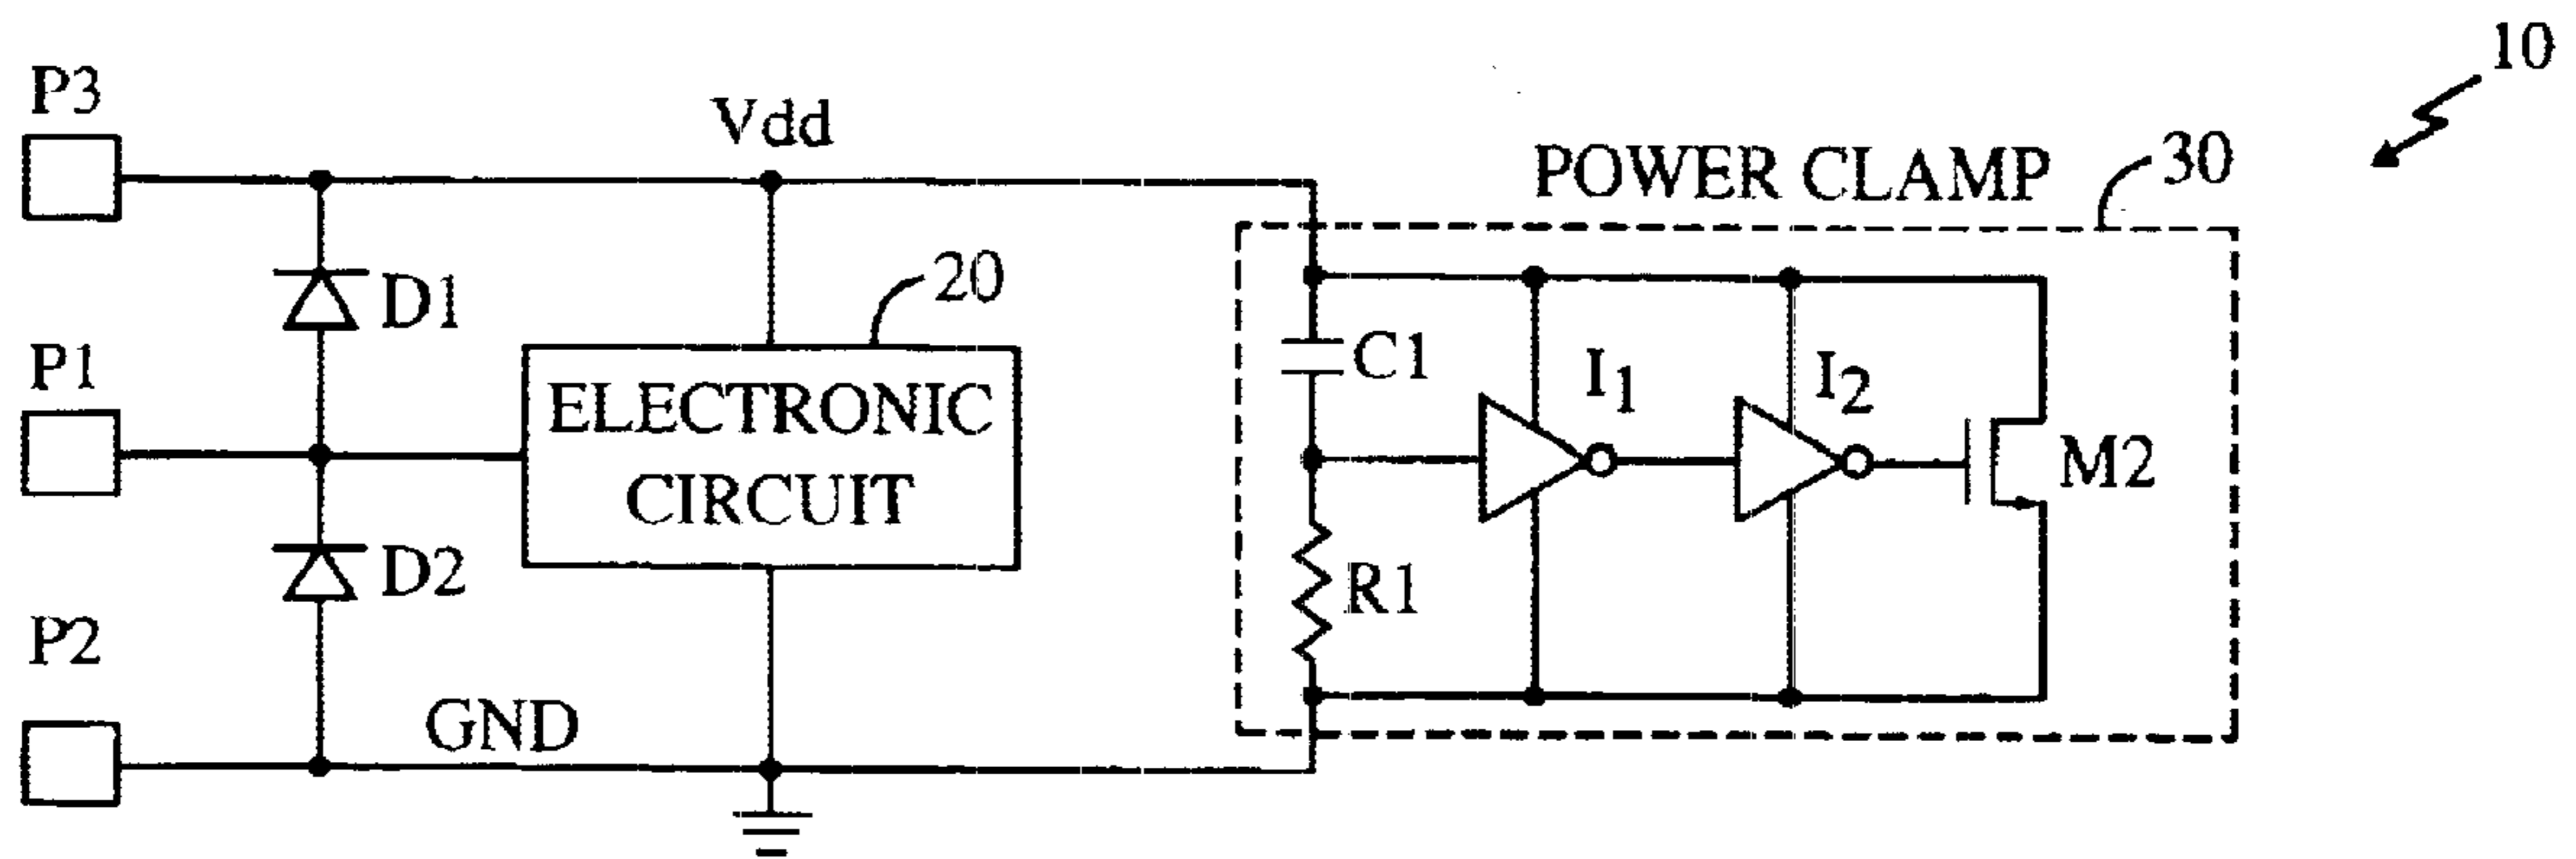 10
P3
Vdd
POWER CLAMP
30
D1
20
P1
ELECTRONIC
CIRCUIT
C1
I1
I2
M2
D2
R1
P2
GND